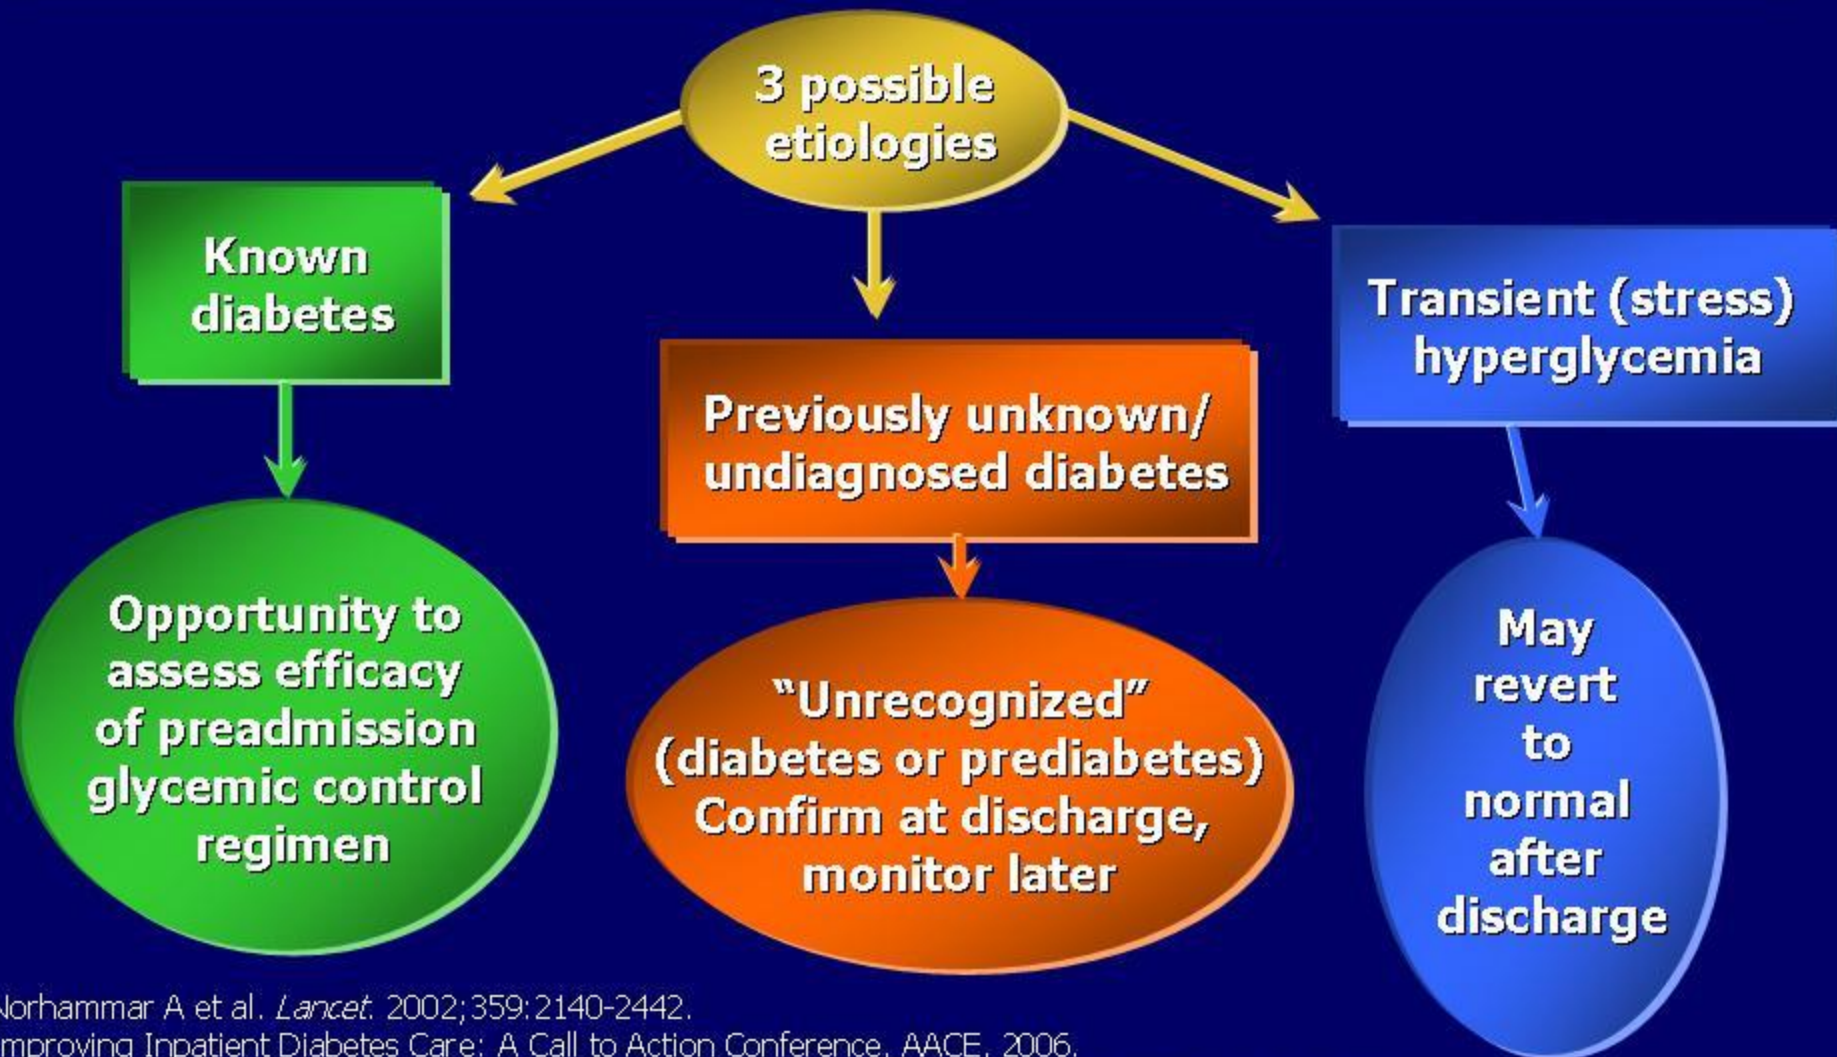 3 possible
etiologies
Known
diabetes
Opportunity to
assess efficacy
of preadmission
glycemic control
regimen
Previously unknown/
undiagnosed diabetes
“Unrecognized”
(diabetes or prediabetes)
Confirm at discharge,
monitor later
Transient (stress)
hyperglycemia
May
revert
to
normal
after
discharge
Norhammar A et al. Lancet. 2002;359:2140-2442.
Improving Inpatient Diabetes Care: A Call to Action Conference. AACE. 2006.